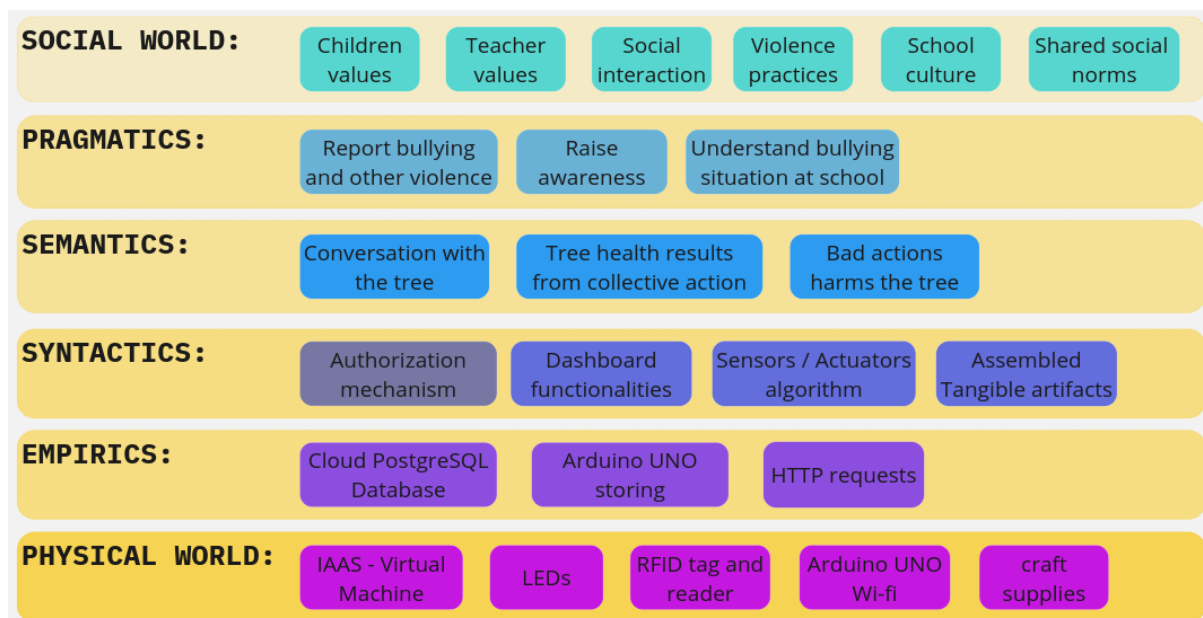 SOCIAL WORLD:
Children
values
Teacher
values
Social
interaction
Violence
practices
School
culture
Shared social
norms
PRAGMATICS:
Report bullying
and other violence
Raise
awareness
Understand bullying
situation at school
SEMANTICS:
Conversation with
the tree
Tree health results
from collective action
Bad actions
harms the tree
SYNTACTICS:
Authorization
mechanism
Dashboard
functionalities
Sensors / Actuators
algorithm
Assembled
Tangible artifacts
EMPIRICS:
Cloud PostgreSQL
Database
Arduino UNO
storing
HTTP requests
PHYSICAL WORLD:
IAAS - Virtual
Machine
LEDs
RFID tag and
reader
Arduino UNO
Wi-fi
craft
supplies